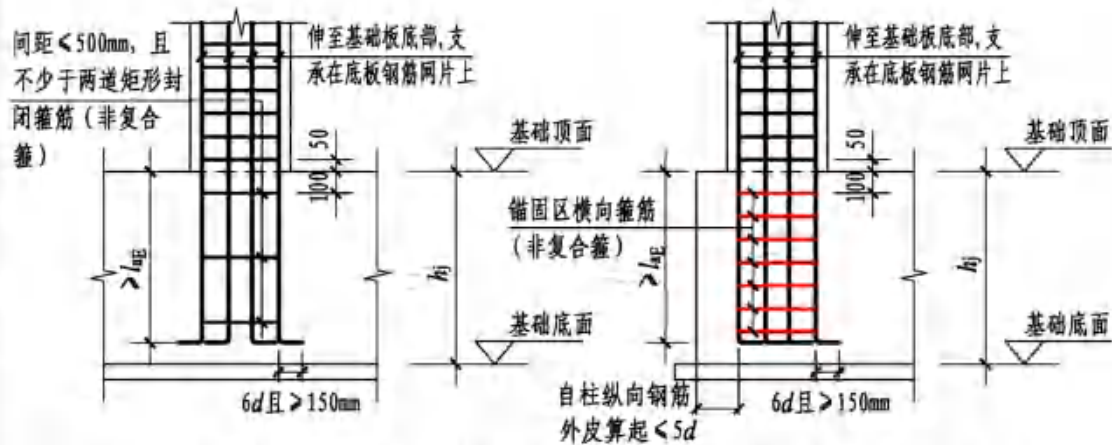 间距≤500mm，且
不少于两道矩形封
闭箍筋（非复合
箍）
伸至基础板底部,支
承在底板钢筋网片上
50
100
基础顶面
>laE
hj
基础底面
6d且>150mm
伸至基础板底部,支
承在底板钢筋网片上
50
100
基础顶面
锚固区横向箍筋
（非复合箍）
>laE
hj
基础底面
自柱纵向钢筋
外皮算起≤5d
6d且>150mm